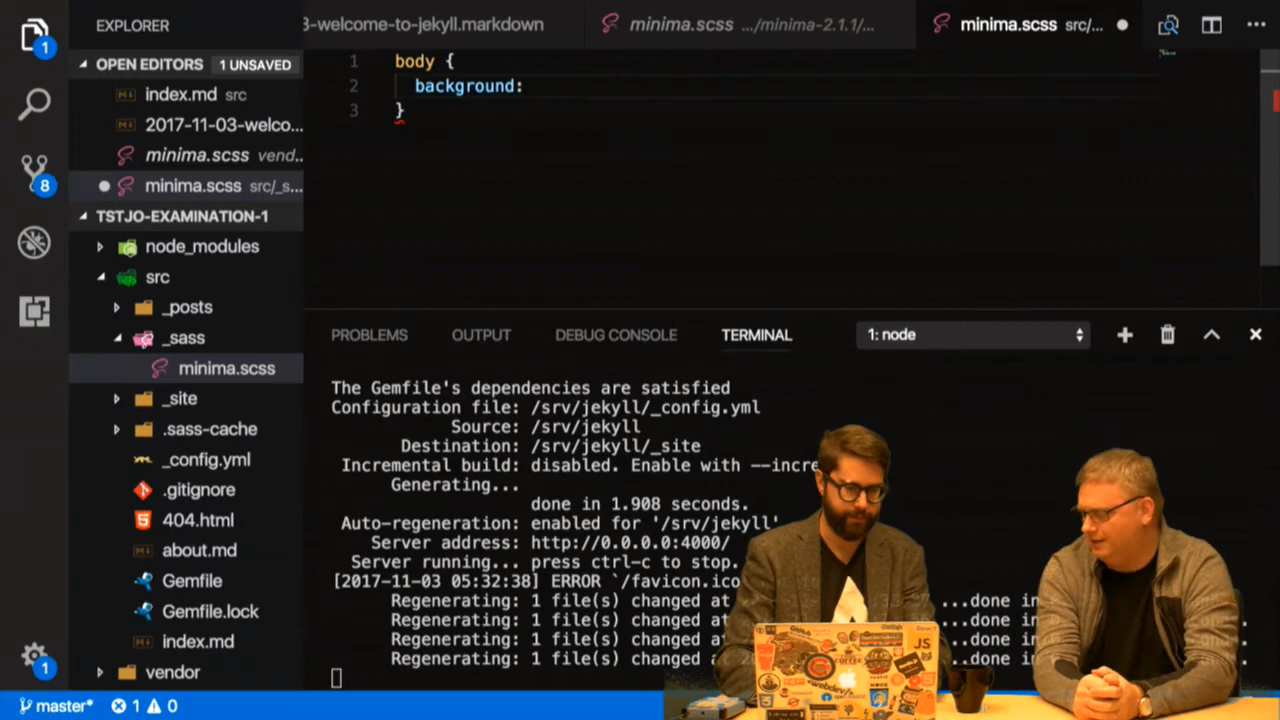 EXPLORER
3-welcome-to-jekyll.markdown
minima.scss .../minima-2.1.1/...
minima.scss src/...
OPEN EDITORS 1 UNSAVED
index.md src
2017-11-03-welco...
minima.scss vend...
minima.scss src/_s...
TSTJO-EXAMINATION-1
node_modules
src
_posts
_sass
minima.scss
_site
.sass-cache
_config.yml
.gitignore
404.html
about.md
Gemfile
Gemfile.lock
index.md
vendor
1
8
1
1 body {
2 background:
3 }
PROBLEMS OUTPUT DEBUG CONSOLE TERMINAL 1: node
The Gemfile's dependencies are satisfied
Configuration file: /srv/jekyll/_config.yml
Source: /srv/jekyll
Destination: /srv/jekyll/_site
Incremental build: disabled. Enable with --incre
Generating...
done in 1.908 seconds.
Auto-regeneration: enabled for '/srv/jekyll'
Server address: http://0.0.0.0:4000/
Server running... press ctrl-c to stop.
[2017-11-03 05:32:38] ERROR `/favicon.ico
Regenerating: 1 file(s) changed at ...done in
Regenerating: 1 file(s) changed at ...done in
Regenerating: 1 file(s) changed at ...done in
Regenerating: 1 file(s) changed at ...done in
master* 1 0
React
JS
COFFEE
<webdev/>